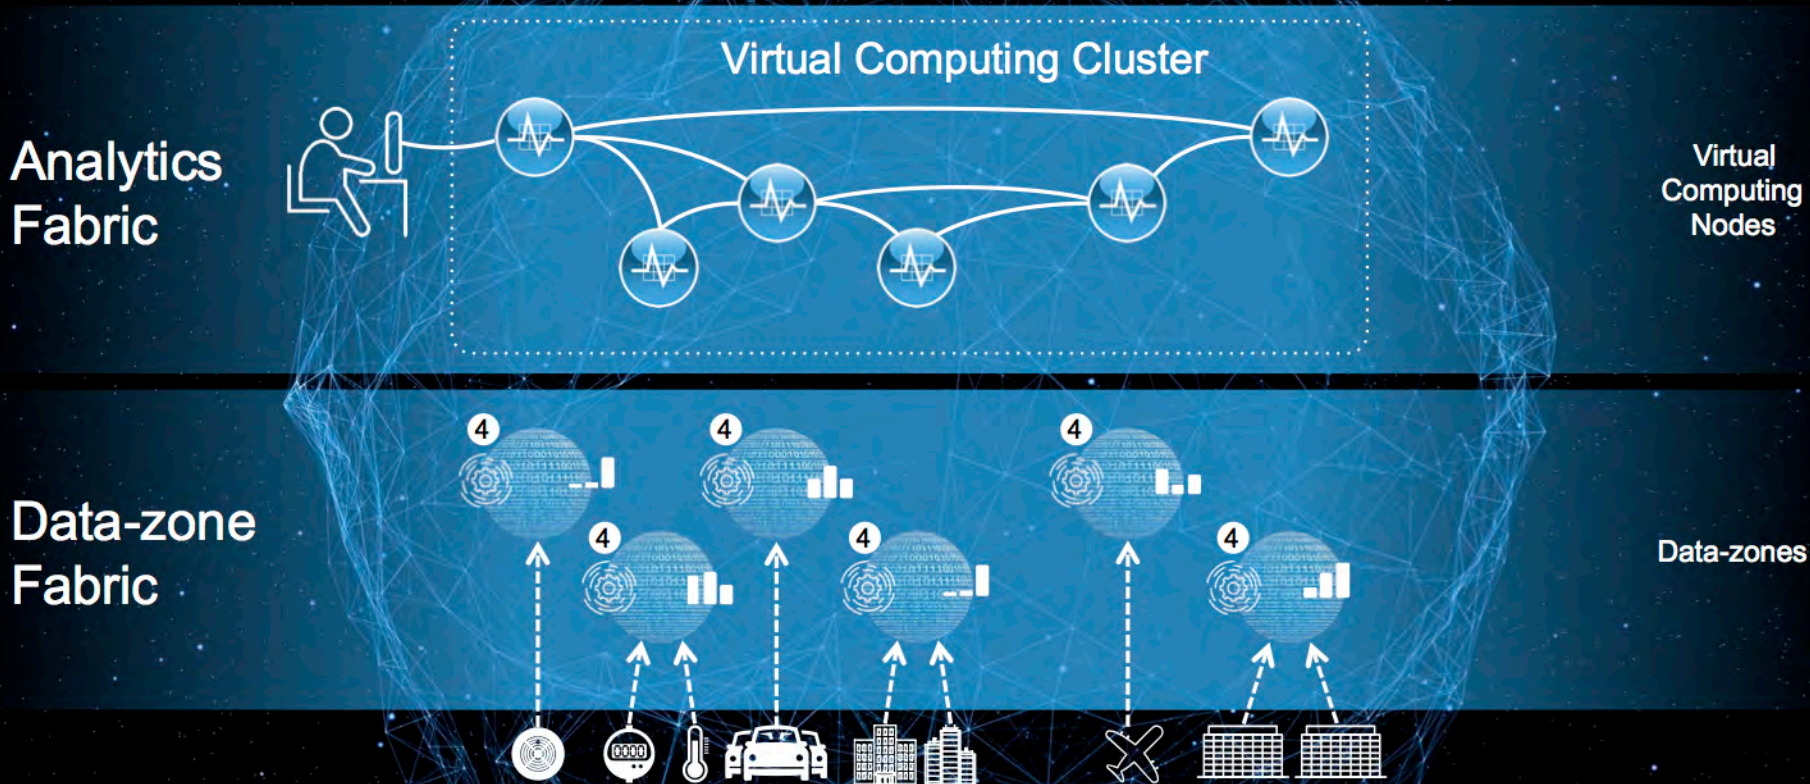 Virtual Computing Cluster
Analytics
Fabric
Virtual
Computing
Nodes
4
4
4
4
4
4
Data-zone
Fabric
Data-zones